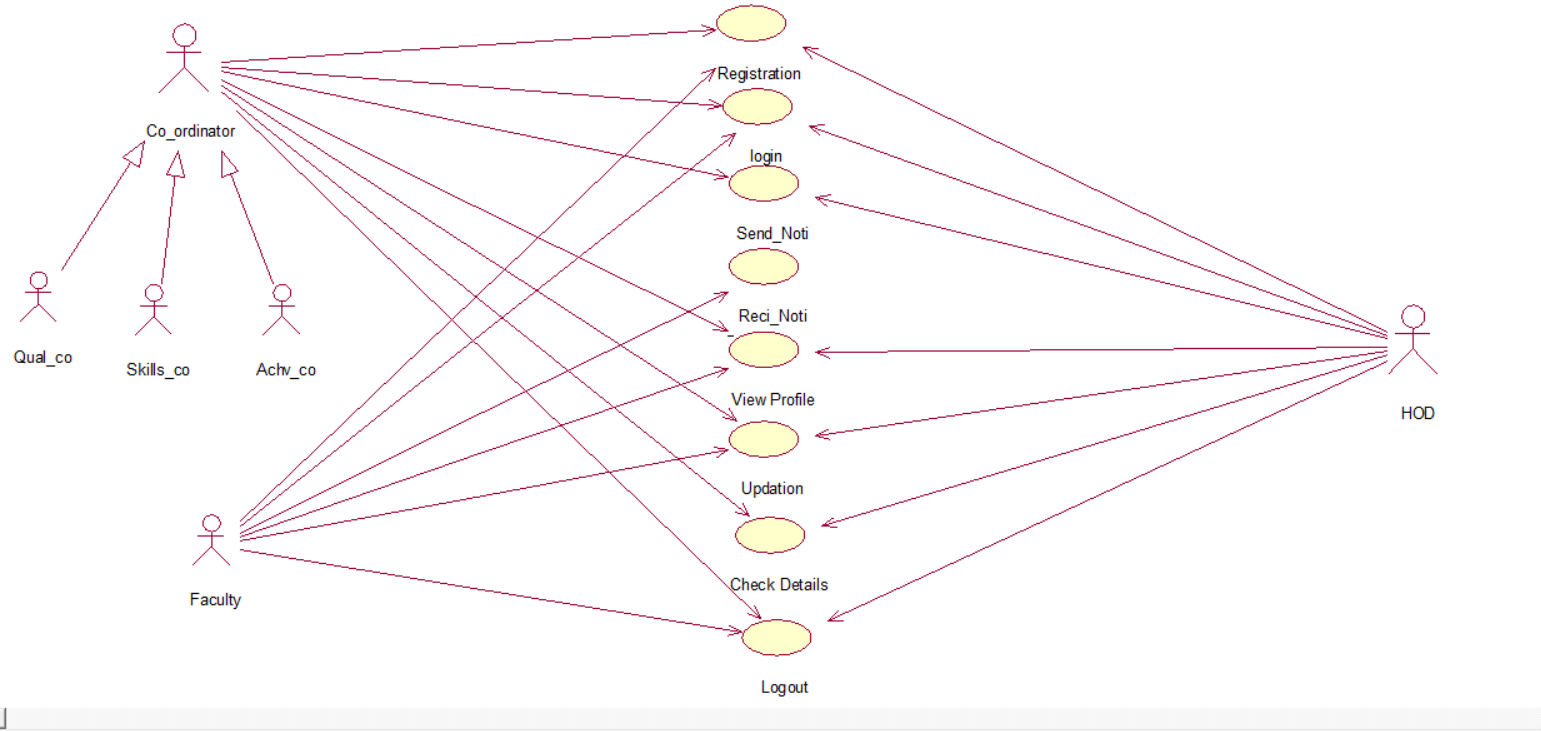 Registration
Co_ordinator
login
Send_Noti
Reci_Noti
Qual_co
Skills_co
Achv_co
View Profile
HOD
Updation
Check Details
Faculty
Logout